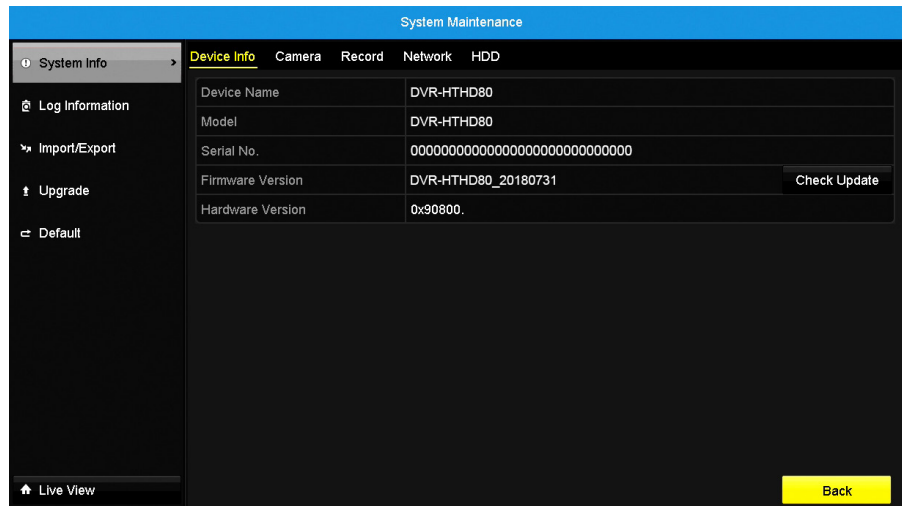 System Maintenance
System Info
Device Info Camera Record Network HDD
Device Name DVR-HTHD80
Log Information
Model DVR-HTHD80
Import/Export
Serial No. 000000000000000000000000000000
Firmware Version DVR-HTHD80_20180731 Check Update
Upgrade
Hardware Version 0x90800.
Default
Live View
Back